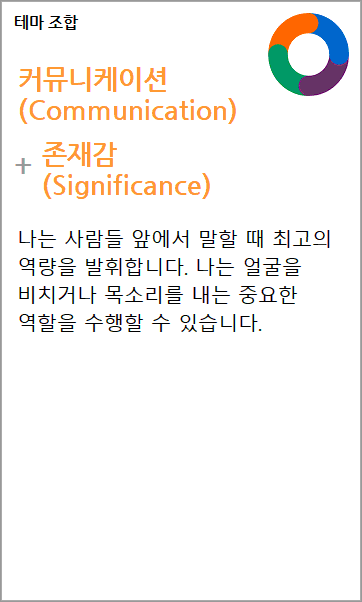 테마 조합
커뮤니케이션
(Communication)
+ 존재감
(Significance)
나는 사람들 앞에서 말할 때 최고의
역량을 발휘합니다. 나는 얼굴을
비치거나 목소리를 내는 중요한
역할을 수행할 수 있습니다.